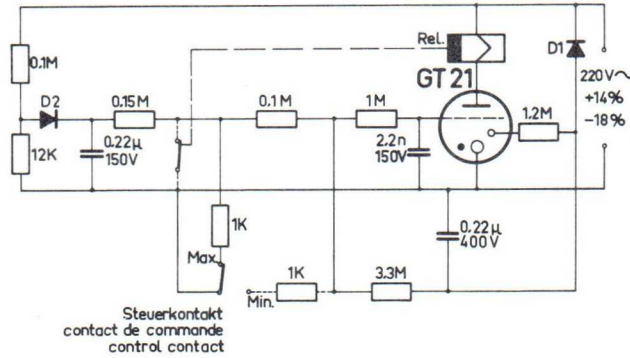 Rel.
D1
0.1M
GT 21
220V~
+14%
-18%
D2
0.15M
0.1M
1M
1.2M
12K
0.22µ
150V
2.2n
150V
1K
0.22µ
400V
Max.
1K
3.3M
Min.
Steuerkontakt
contact de commande
control contact